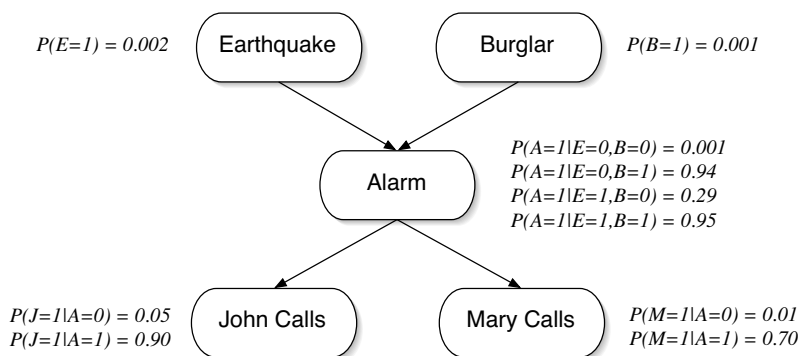 P(E=1) = 0.002
Earthquake
Burglar
P(B=1) = 0.001
Alarm
P(A=1|E=0,B=0) = 0.001
P(A=1|E=0,B=1) = 0.94
P(A=1|E=1,B=0) = 0.29
P(A=1|E=1,B=1) = 0.95
P(J=1|A=0) = 0.05
P(J=1|A=1) = 0.90
John Calls
Mary Calls
P(M=1|A=0) = 0.01
P(M=1|A=1) = 0.70